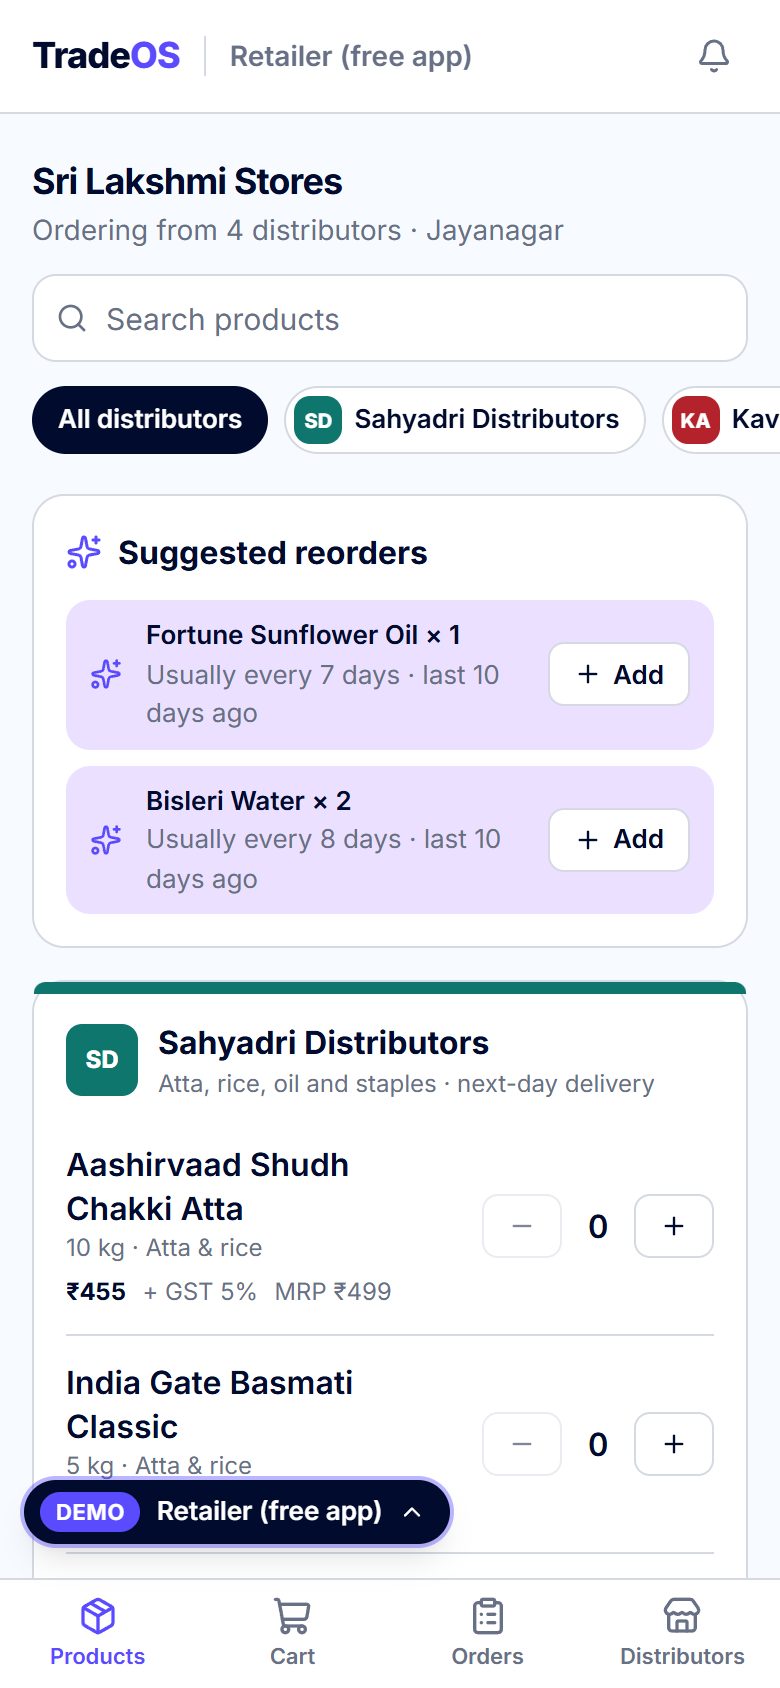 TradeOS
Retailer (free app)
Sri Lakshmi Stores
Ordering from 4 distributors · Jayanagar
Search products
All distributors
SD Sahyadri Distributors
KA Kav
Suggested reorders
Fortune Sunflower Oil × 1
Usually every 7 days · last 10
days ago
+ Add
Bisleri Water × 2
Usually every 8 days · last 10
days ago
+ Add
SD
Sahyadri Distributors
Atta, rice, oil and staples · next-day delivery
Aashirvaad Shudh
Chakki Atta
10 kg · Atta & rice
₹455 + GST 5% MRP ₹499
− 0 +
India Gate Basmati
Classic
5 kg · Atta & rice
− 0 +
DEMO Retailer (free app)
Products
Cart
Orders
Distributors